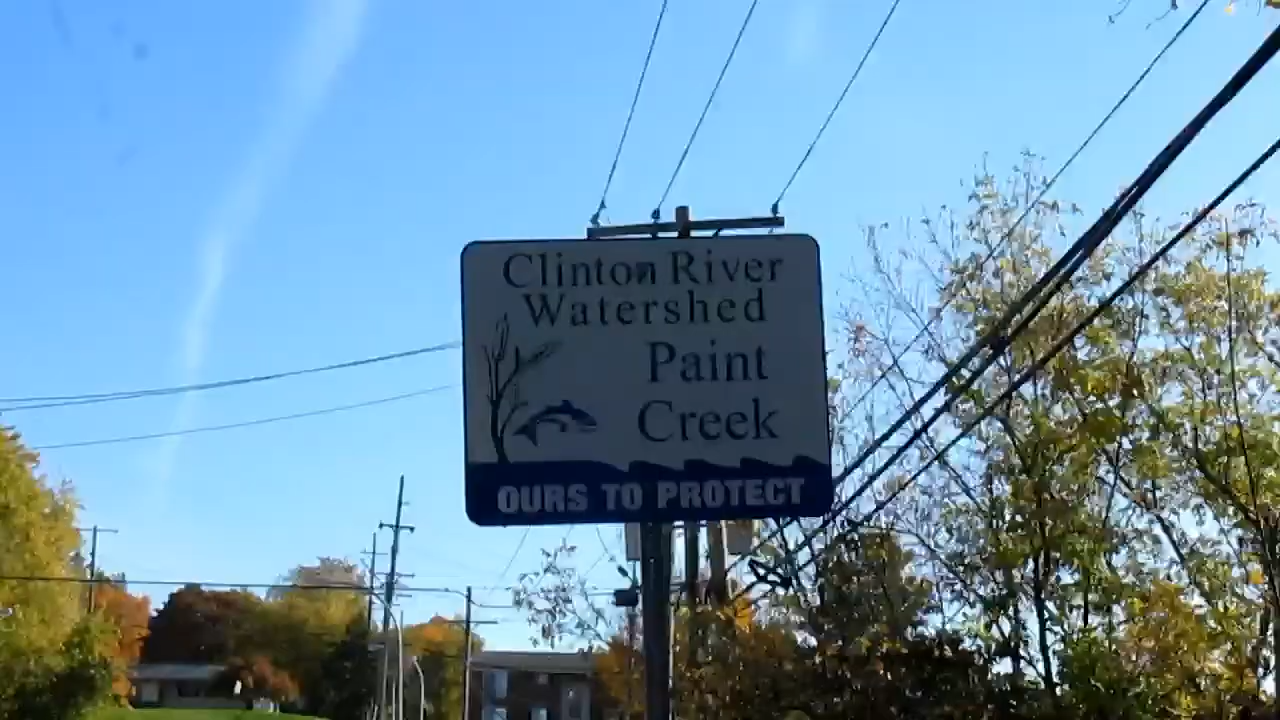 Clinton River
Watershed
Paint
Creek
OURS TO PROTECT